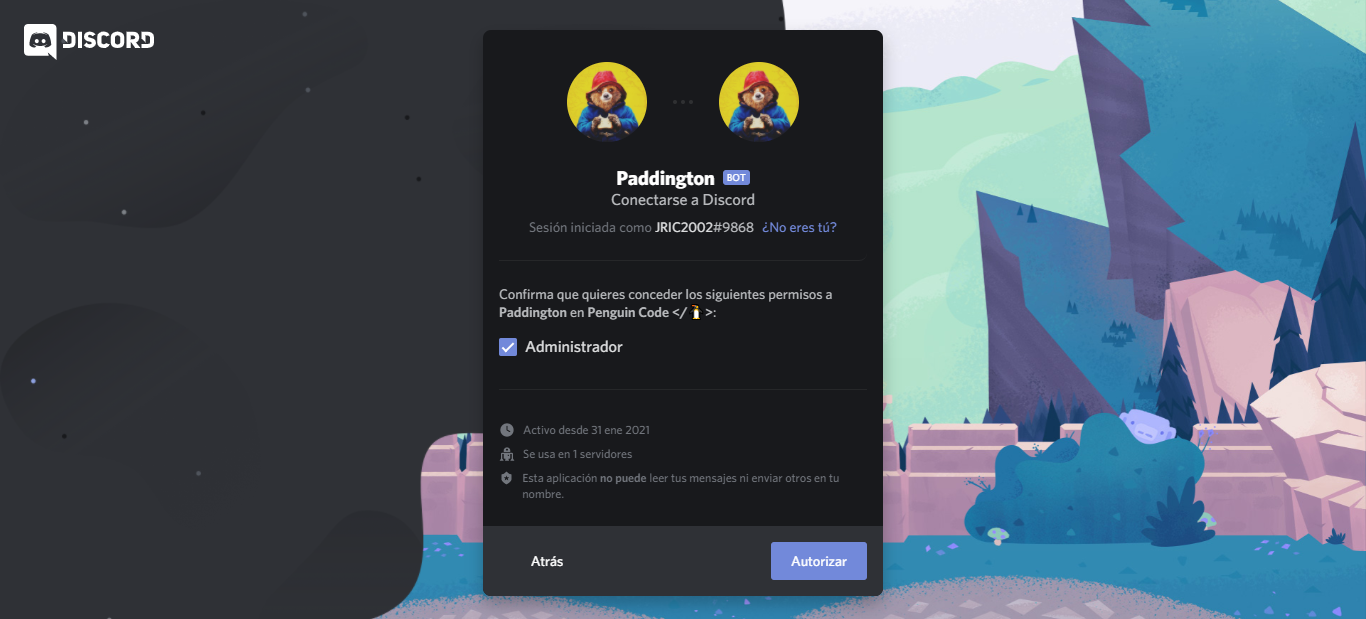 DISCORD
Paddington BOT
Conectarse a Discord
Sesión iniciada como JRIC2002#9868 ¿No eres tú?
Confirma que quieres conceder los siguientes permisos a
Paddington en Penguin Code </ 🕯 >:
Administrador
Activo desde 31 ene 2021
Se usa en 1 servidores
Esta aplicación no puede leer tus mensajes ni enviar otros en tu
nombre.
Atrás
Autorizar